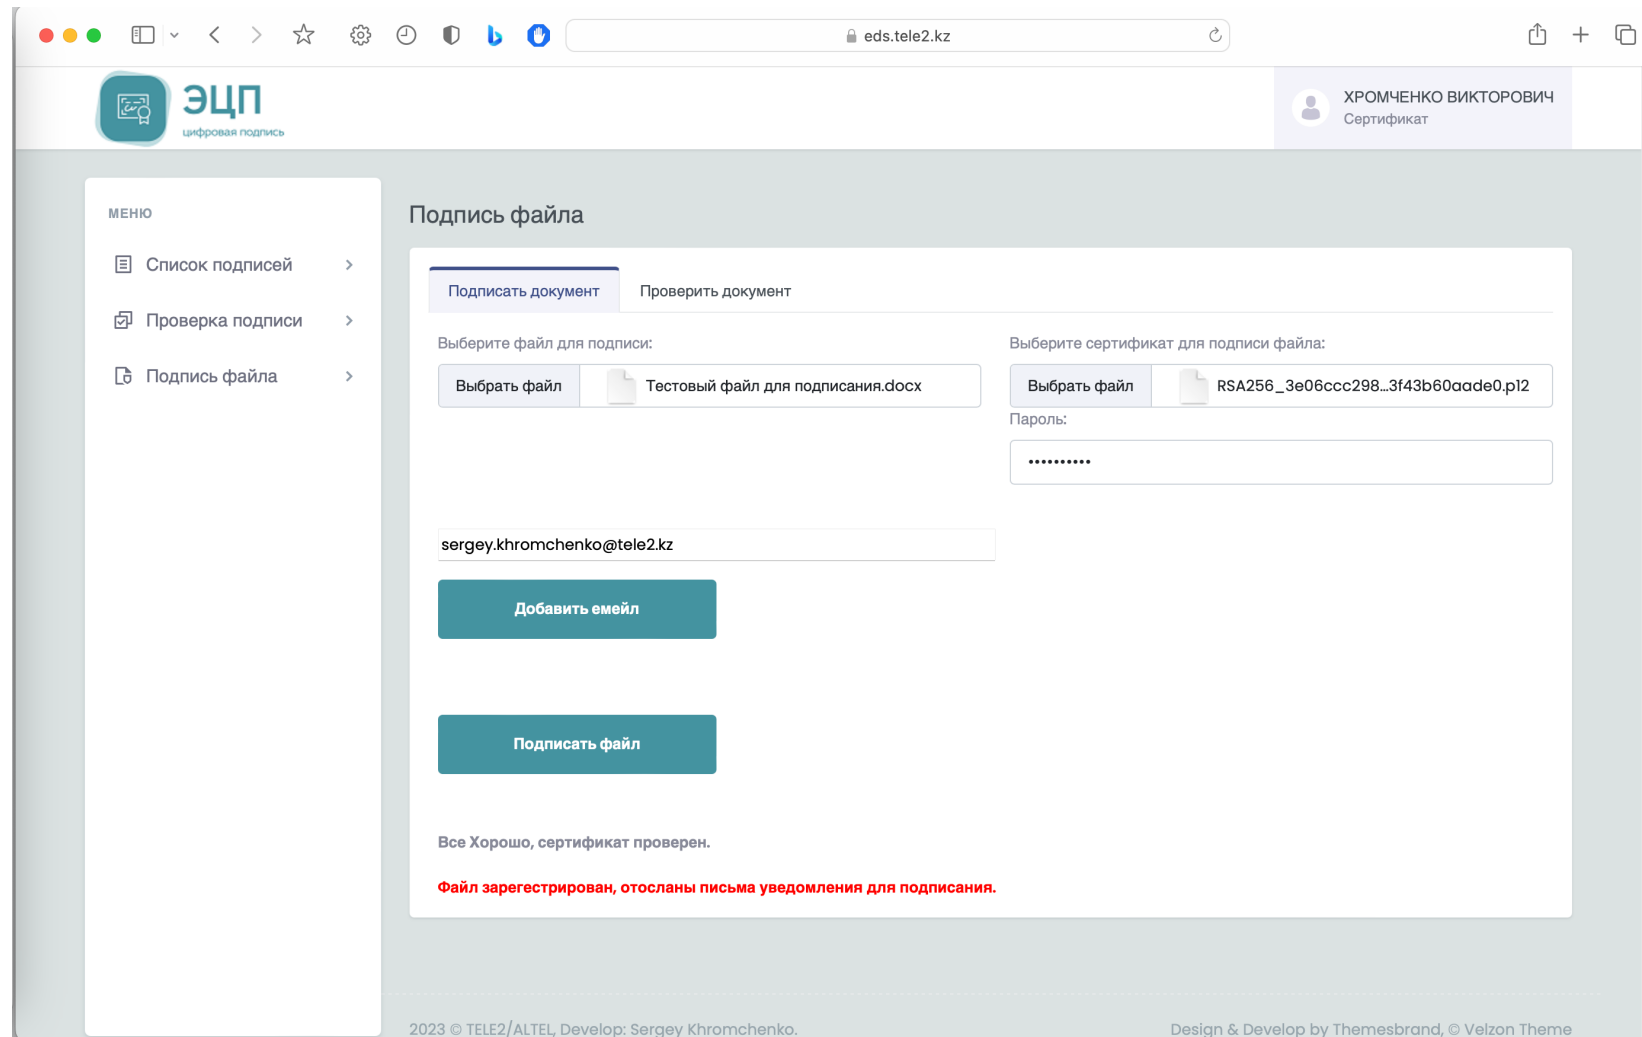 eds.tele2.kz
ЭЦП
цифровая подпись
ХРОМЧЕНКО ВИКТОРОВИЧ
Сертификат
МЕНЮ
Список подписей
Проверка подписи
Подпись файла
Подпись файла
Подписать документ
Проверить документ
Выберите файл для подписи:
Выбрать файл
Тестовый файл для подписания.docx
Выберите сертификат для подписи файла:
Выбрать файл
RSA256_3e06ccc298...3f43b60aade0.p12
Пароль:
••••••••••
sergey.khromchenko@tele2.kz
Добавить емейл
Подписать файл
Все Хорошо, сертификат проверен.
Файл зарегестрирован, отосланы письма уведомления для подписания.
2023 © TELE2/ALTEL, Develop: Sergey Khromchenko.
Design & Develop by Themesbrand, © Velzon Theme